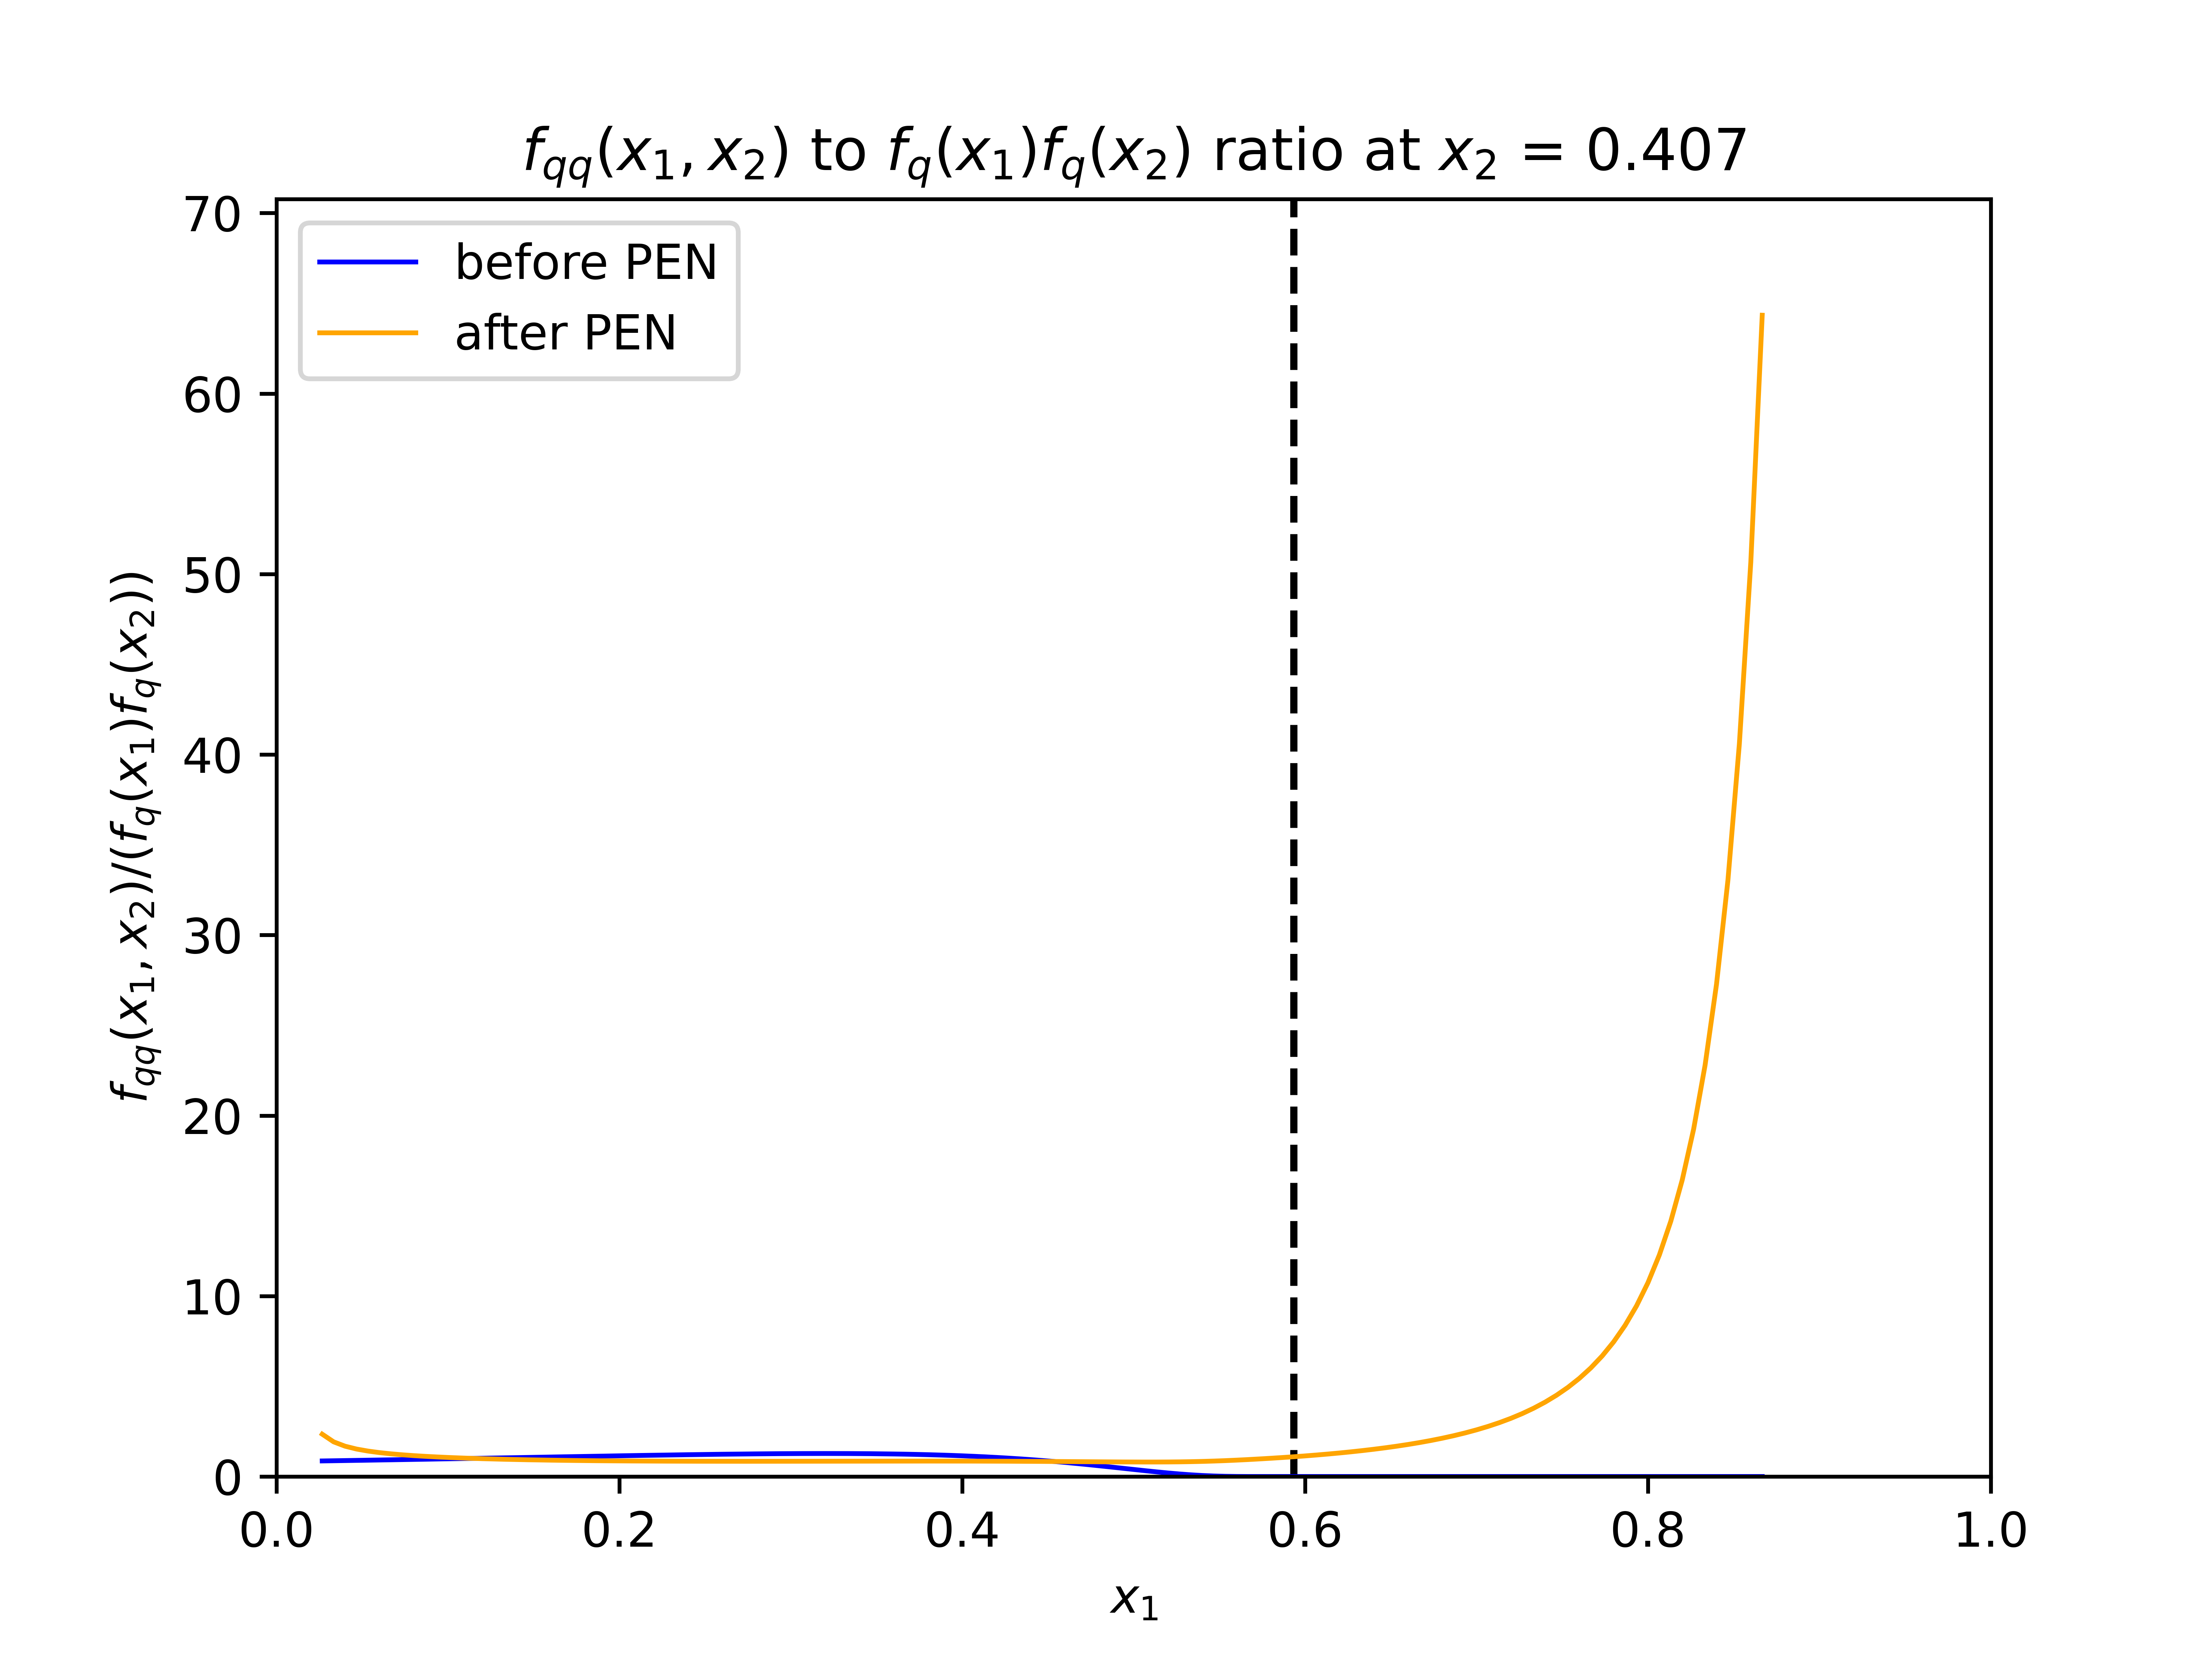 f_qq(x_1, x_2) to f_q(x_1)f_q(x_2) ratio at x_2 = 0.407
before PEN
after PEN
f_qq(x_1, x_2)/(f_q(x_1)f_q(x_2))
70
60
50
40
30
20
10
0
0.0 0.2 0.4 0.6 0.8 1.0
x_1